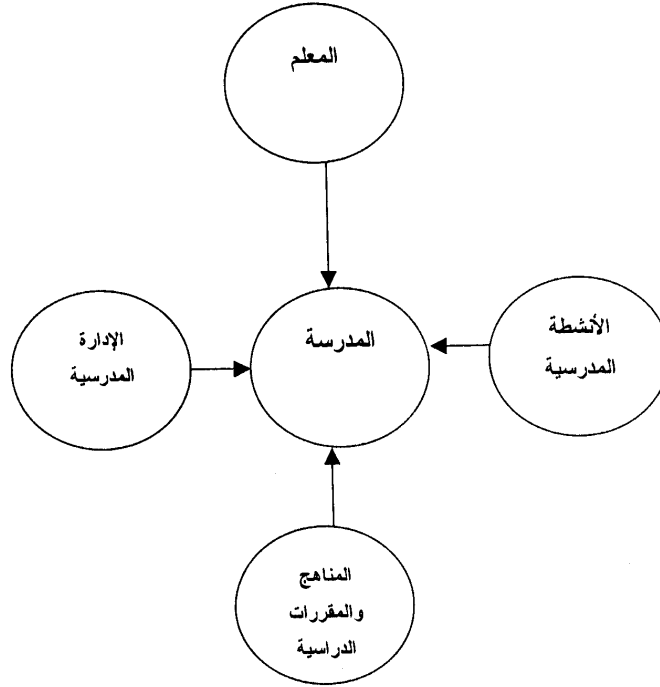 المعلم
الأنشطة
المدرسية
المدرسة
الإدارة
المدرسية
المناهج
والمقررات
الدراسية